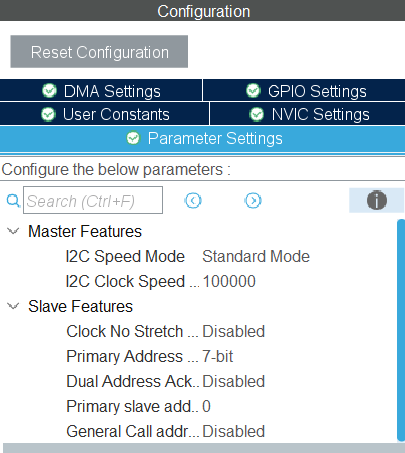 Configuration
Reset Configuration
DMA Settings GPIO Settings
User Constants NVIC Settings
Parameter Settings
Configure the below parameters :
Search (Ctrl+F)
Master Features
I2C Speed Mode Standard Mode
I2C Clock Speed ... 100000
Slave Features
Clock No Stretch ... Disabled
Primary Address ... 7-bit
Dual Address Ack.. Disabled
Primary slave add.. 0
General Call addr... Disabled